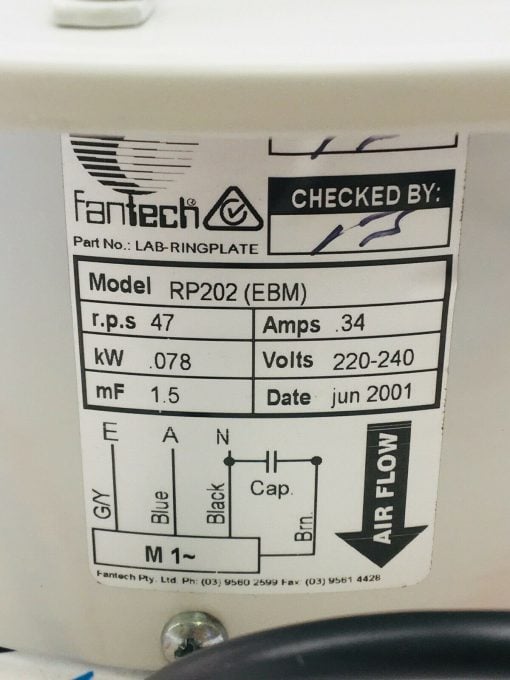 fantech®
CHECKED BY:
Part No.: LAB-RINGPLATE
Model RP202 (EBM)
r.p.s 47 Amps .34
kW .078 Volts 220-240
mF 1.5 Date jun 2001
E A N
Cap.
G/Y Blue Black Brn.
M 1~
AIR FLOW
Fantech Pty. Ltd. Ph: (03) 9560 2599 Fax: (03) 9561 4428